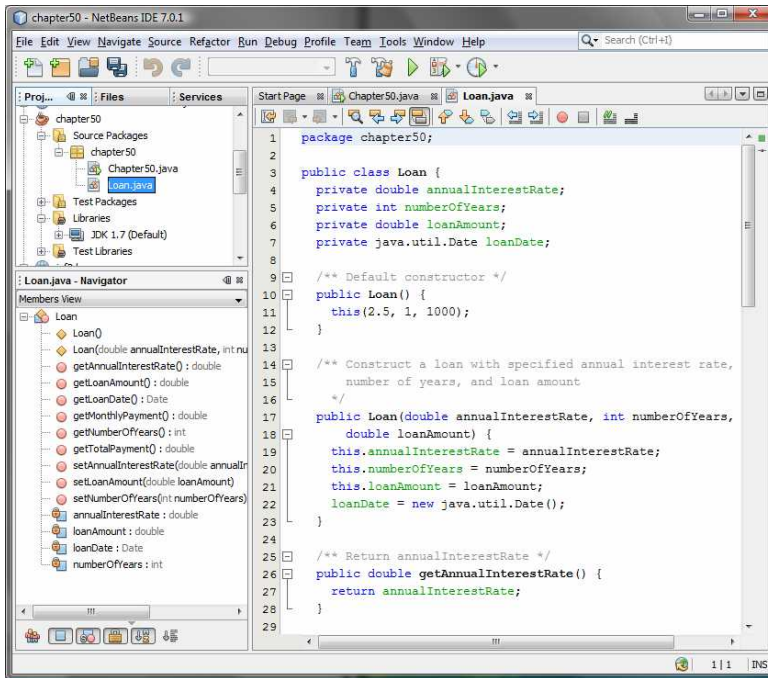 chapter50 - NetBeans IDE 7.0.1
File Edit View Navigate Source Refactor Run Debug Profile Team Tools Window Help
Search (Ctrl+I)
Proj... Files Services
chapter50
Source Packages
chapter50
Chapter50.java
Loan.java
Test Packages
Libraries
JDK 1.7 (Default)
Test Libraries
Loan.java - Navigator
Members View
Loan
Loan()
Loan(double annualInterestRate, int nu
getAnnualInterestRate() : double
getLoanAmount() : double
getLoanDate() : Date
getMonthlyPayment() : double
getNumberOfYears() : int
getTotalPayment() : double
setAnnualInterestRate(double annualIr
setLoanAmount(double loanAmount)
setNumberOfYears(int numberOfYears)
annualInterestRate : double
loanAmount : double
loanDate : Date
numberOfYears : int
Start Page Chapter50.java Loan.java
1 package chapter50;
2
3 public class Loan {
4 private double annualInterestRate;
5 private int numberOfYears;
6 private double loanAmount;
7 private java.util.Date loanDate;
8
9 /** Default constructor */
10 public Loan() {
11 this(2.5, 1, 1000);
12 }
13
14 /** Construct a loan with specified annual interest rate,
15 number of years, and loan amount
16 */
17 public Loan(double annualInterestRate, int numberOfYears,
18 double loanAmount) {
19 this.annualInterestRate = annualInterestRate;
20 this.numberOfYears = numberOfYears;
21 this.loanAmount = loanAmount;
22 loanDate = new java.util.Date();
23 }
24
25 /** Return annualInterestRate */
26 public double getAnnualInterestRate() {
27 return annualInterestRate;
28 }
29
1 | 1 INS